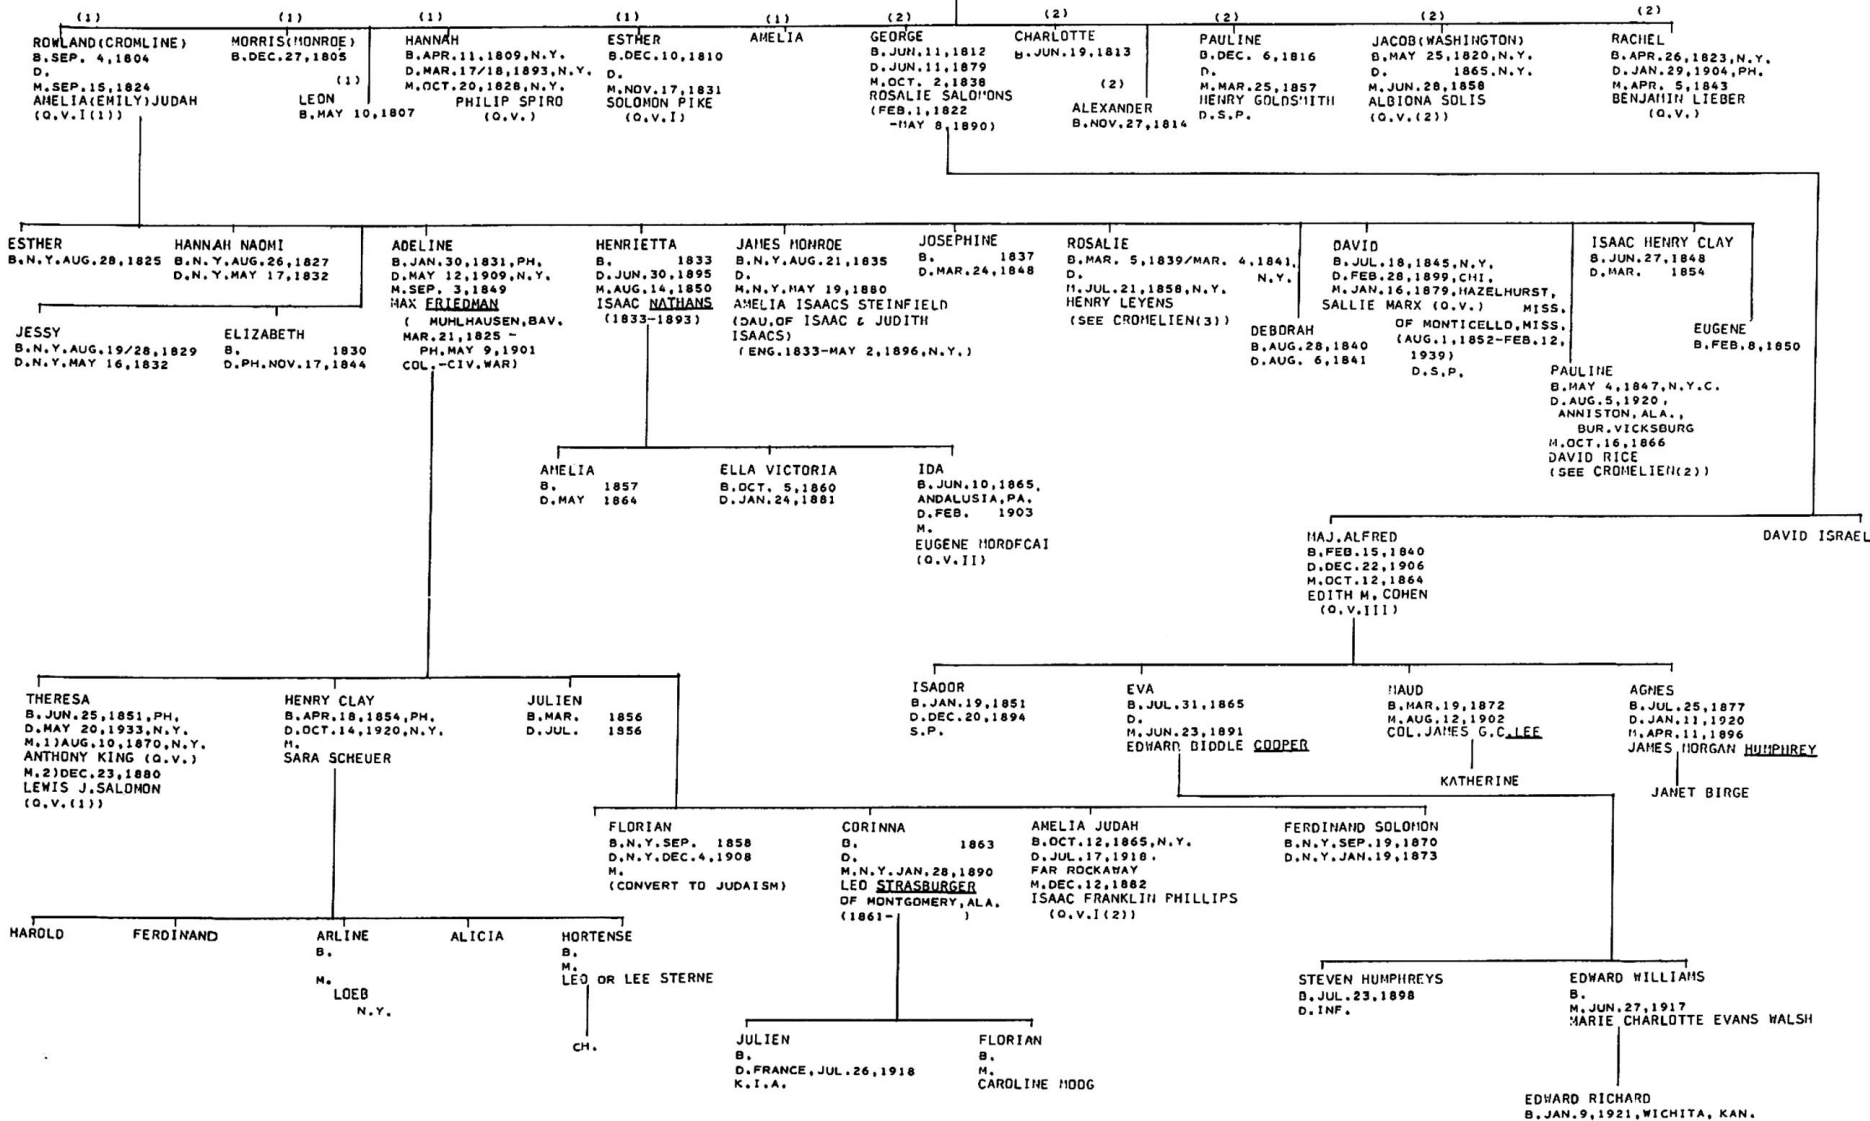 (1) (1) (1) (1) (1) (2) (2) (2) (2) (2)
ROWLAND(CROMLINE)
B.SEP. 4,1804
D.
M.SEP.15,1824
AMELIA(EMILY)JUDAH
(Q.V.I(1))
MORRIS(MONROE)
B.DEC.27,1805
(1)
LEON
B.MAY 10,1807
HANNAH
B.APR.11,1809,N.Y.
D.MAR.17/18,1893,N.Y.
M.OCT.20,1828,N.Y.
PHILIP SPIRO
(Q.V.)
ESTHER
B.DEC.10,1810
D.
M.NOV.17,1831
SOLOMON PIKE
(Q.V.I)
AMELIA
GEORGE
B.JUN.11,1812
D.JUN.11,1879
M.OCT. 2,1838
ROSALIE SALOMONS
(FEB.1,1822
-MAY 8,1890)
CHARLOTTE
B.JUN.19,1813
(2)
ALEXANDER
B.NOV.27,1814
PAULINE
B.DEC. 6,1816
D.
M.MAR.25,1857
HENRY GOLDSMITH
D.S.P.
JACOB(WASHINGTON)
B.MAY 25,1820,N.Y.
D. 1865,N.Y.
M.JUN.28,1858
ALBIONA SOLIS
(Q.V.(2))
RACHEL
B.APR.26,1823,N.Y.
D.JAN.29,1904,PH.
M.APR. 5,1843
BENJAMIN LIEBER
(Q.V.)
ESTHER
B.N.Y.AUG.28,1825
HANNAH NAOMI
B.N.Y.AUG.26,1827
D.N.Y.MAY 17,1832
JESSY
B.N.Y.AUG.19/28,1829
D.N.Y.MAY 16,1832
ELIZABETH
B. 1830
D.PH.NOV.17,1844
ADELINE
B.JAN.30,1831,PH.
D.MAY 12,1909,N.Y.
M.SEP. 3,1849
MAX FRIEDMAN
( MUHLHAUSEN,BAV.
MAR.21,1825 -
PH.MAY 9,1901
COL.-CIV.WAR)
HENRIETTA
B. 1833
D.JUN.30,1895
M.AUG.14,1850
ISAAC NATHANS
(1833-1893)
JAMES MONROE
B.N.Y.AUG.21,1835
D.
M.N.Y.MAY 19,1880
AMELIA ISAACS STEINFIELD
(DAU.OF ISAAC & JUDITH
ISAACS)
(ENG.1833-MAY 2,1896,N.Y.)
JOSEPHINE
B. 1837
D.MAR.24,1848
ROSALIE
B.MAR. 5,1839/MAR. 4,1841,
D. N.Y.
M.JUL.21,1858,N.Y.
HENRY LEYENS
(SEE CROMELIEN(3))
DEBORAH
B.AUG.28,1840
D.AUG. 6,1841
DAVID
B.JUL.18,1845,N.Y.
D.FEB.28,1899,CHI.
M.JAN.16,1879,HAZELHURST,
SALLIE MARX (Q.V.) MISS.
OF MONTICELLO,MISS.
(AUG.1,1852-FEB.12,
1939)
D.S.P.
PAULINE
B.MAY 4,1847,N.Y.C.
D.AUG.5,1920,
ANNISTON,ALA.,
BUR.VICKSBURG
M.OCT.16,1866
DAVID RICE
(SEE CROMELIEN(2))
ISAAC HENRY CLAY
B.JUN.27,1848
D.MAR. 1854
EUGENE
B.FEB.8,1850
AMELIA
B. 1857
D.MAY 1864
ELLA VICTORIA
B.OCT. 5,1860
D.JAN.24,1881
IDA
B.JUN.10,1865,
ANDALUSIA,PA.
D.FEB. 1903
M.
EUGENE MORDECAI
(Q.V.II)
MAJ.ALFRED
B.FEB.15,1840
D.DEC.22,1906
M.OCT.12,1864
EDITH M.COHEN
(Q.V.III)
DAVID ISRAEL
THERESA
B.JUN.25,1851,PH.
D.MAY 20,1933,N.Y.
M.1)AUG.10,1870,N.Y.
ANTHONY KING (Q.V.)
M.2)DEC.23,1880
LEWIS J.SALOMON
(Q.V.(1))
HENRY CLAY
B.APR.18,1854,PH.
D.OCT.14,1920,N.Y.
M.
SARA SCHEUER
JULIEN
B.MAR. 1856
D.JUL. 1856
ISADOR
B.JAN.19,1851
D.DEC.20,1894
S.P.
EVA
B.JUL.31,1865
D.
M.JUN.23,1891
EDWARD BIDDLE COOPER
MAUD
B.MAR.19,1872
M.AUG.12,1902
COL.JAMES G.C.LEE
KATHERINE
AGNES
B.JUL.25,1877
D.JAN.11,1920
M.APR.11,1896
JAMES MORGAN HUMPHREY
JANET BIRGE
FLORIAN
B.N.Y.SEP. 1858
D.N.Y.DEC.4,1908
M.
(CONVERT TO JUDAISM)
CORINNA
B. 1863
D.
M.N.Y.JAN.28,1890
LEO STRASBURGER
OF MONTGOMERY,ALA.
(1861- )
AMELIA JUDAH
B.OCT.12,1865,N.Y.
D.JUL.17,1918.
FAR ROCKAWAY
M.DEC.12,1882
ISAAC FRANKLIN PHILLIPS
(Q.V.I(2))
FERDINAND SOLOMON
B.N.Y.SEP.19,1870
D.N.Y.JAN.19,1873
HAROLD
FERDINAND
ARLINE
B.
M.
LOEB
N.Y.
ALICIA
HORTENSE
B.
M.
LEO OR LEE STERNE
CH.
STEVEN HUMPHREYS
B.JUL.23,1898
D.INF.
EDWARD WILLIAMS
B.
M.JUN.27,1917
MARIE CHARLOTTE EVANS WALSH
JULIEN
B.
D.FRANCE,JUL.26,1918
K.I.A.
FLORIAN
B.
M.
CAROLINE MOOG
EDWARD RICHARD
B.JAN.9,1921,WICHITA,KAN.